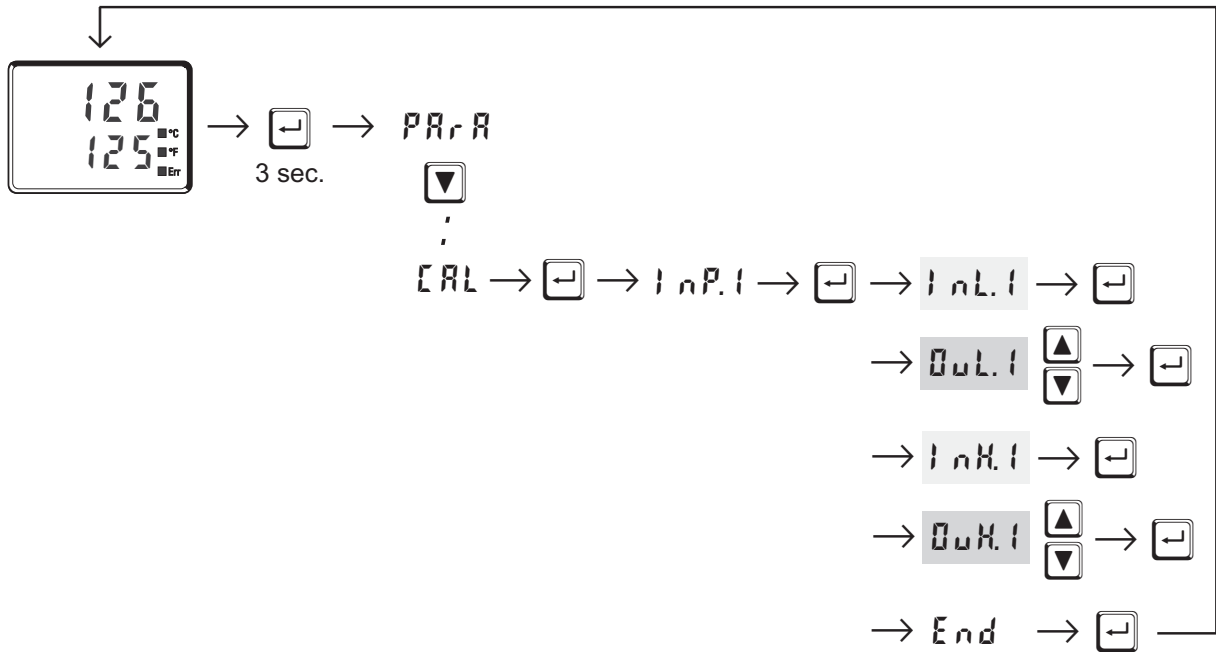 126
°C
125
°F
Err
PArA
3 sec.
CAL InP.1 InL.1
OuL.1
InH.1
OuH.1
End